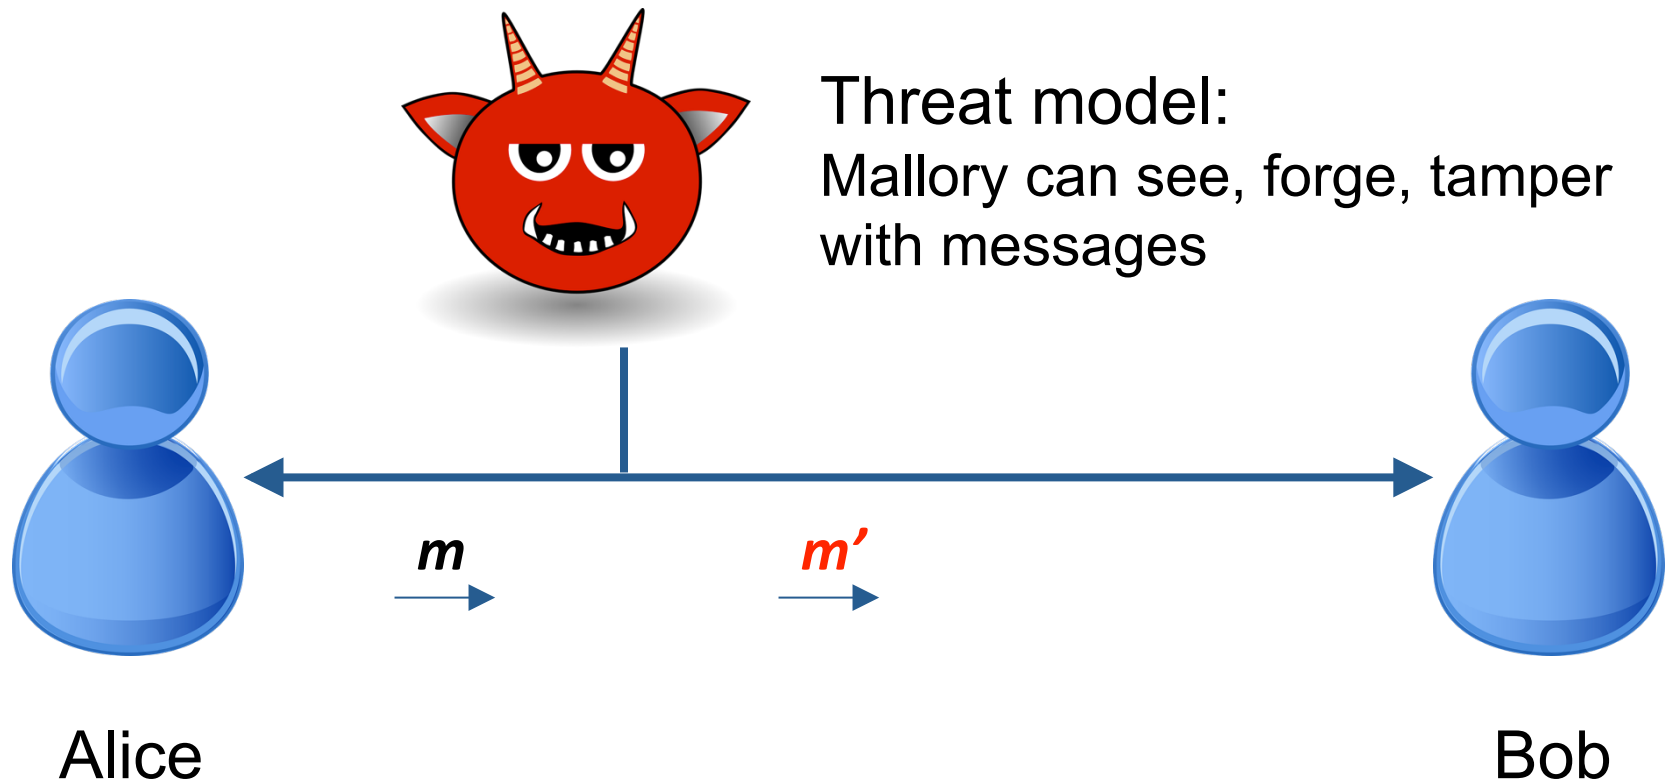 Threat model:
Mallory can see, forge, tamper
with messages
m
m’
Alice
Bob